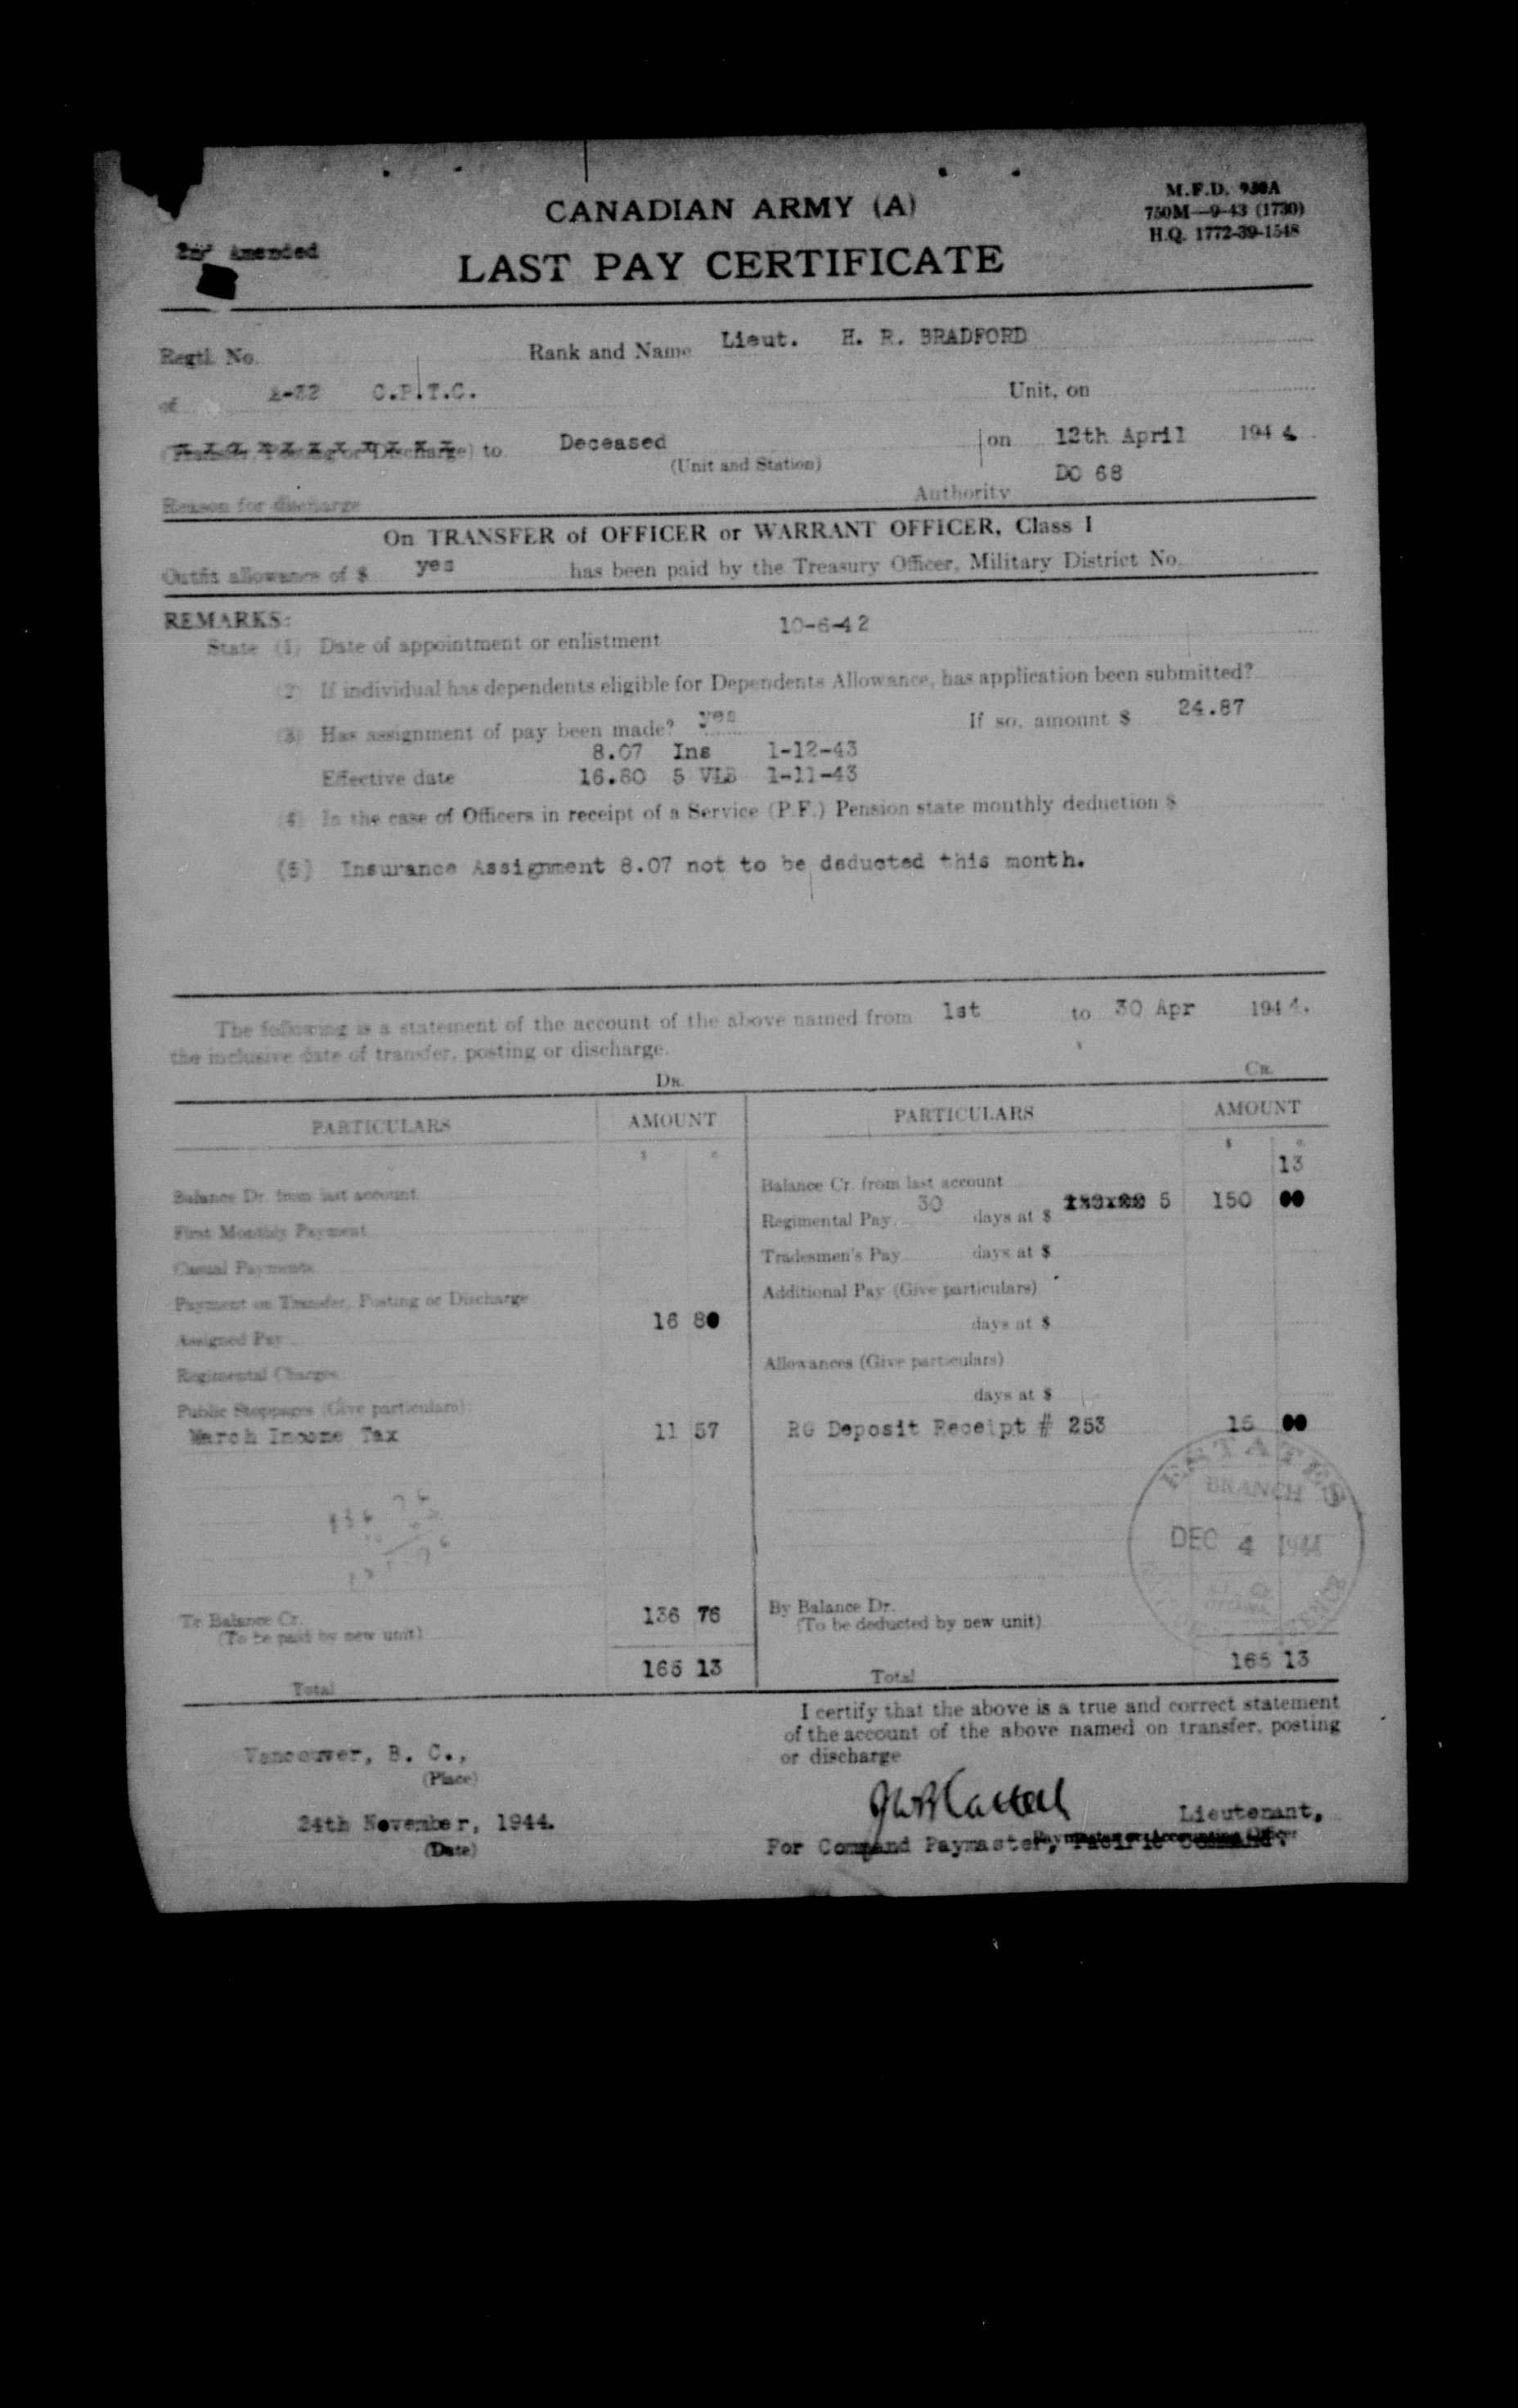 CANADIAN ARMY (A)
M.F.D. 930A
750M—9-43 (1730)
H.Q. 1772-39-1548
Amended
LAST PAY CERTIFICATE
Regtl. No.
Rank and Name Lieut. H. R. BRADFORD
of A-32 C.P.T.C. Unit, on
(Transfer, Posting or Discharge) to Deceased on 12th April 1944
(Unit and Station)
Reason for discharge Authority DO 68
On TRANSFER of OFFICER or WARRANT OFFICER, Class I
Outfit allowance of $ yes has been paid by the Treasury Officer, Military District No.
REMARKS:
State (1) Date of appointment or enlistment 10-6-42
(2) If individual has dependents eligible for Dependents Allowance, has application been submitted?
(3) Has assignment of pay been made? yes If so, amount $ 24.87
8.07 Ins 1-12-43
Effective date 16.80 5 VLB 1-11-43
(4) In the case of Officers in receipt of a Service (P.F.) Pension state monthly deduction $
(5) Insurance Assignment 8.07 not to be deducted this month.
The following is a statement of the account of the above named from 1st to 30 Apr 1944.
the inclusive date of transfer, posting or discharge.
DR. CR.
PARTICULARS AMOUNT PARTICULARS AMOUNT
$ c. $ c.
Balance Dr. from last account Balance Cr. from last account 13
First Monthly Payment Regimental Pay 30 days at $ 5 150 00
Casual Payments Tradesmen's Pay days at $
Payment on Transfer, Posting or Discharge Additional Pay (Give particulars)
Assigned Pay 16 80 days at $
Regimental Charges Allowances (Give particulars)
Public Stoppages (Give particulars): days at $
March Income Tax 11 57 RG Deposit Receipt # 253 15 00
ESTATES
BRANCH
DEC 4 1944
To Balance Cr. 136 76 By Balance Dr.
(To be paid by new unit) (To be deducted by new unit)
Total 165 13 Total 165 13
I certify that the above is a true and correct statement
of the account of the above named on transfer, posting
or discharge
Vancouver, B. C.,
(Place)
24th November, 1944. Lieutenant,
(Date) For Command Paymaster, Pacific Command.